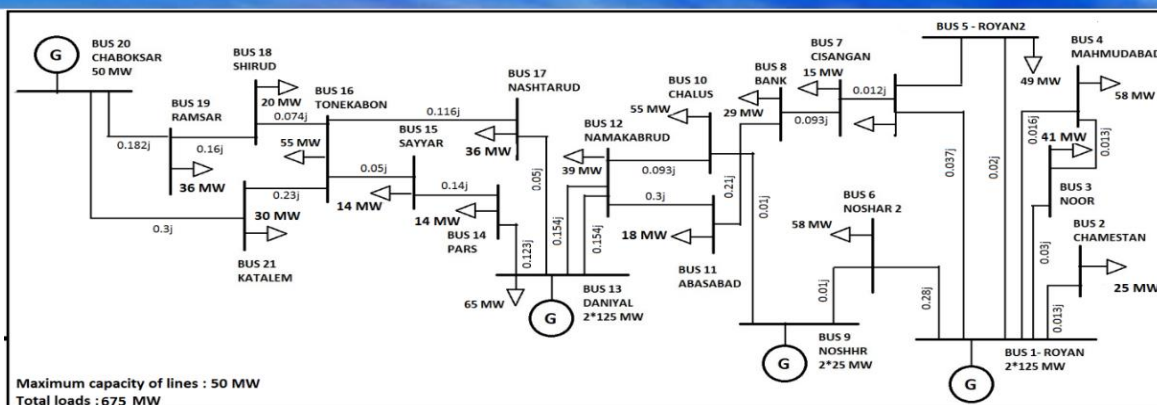 G
BUS 20
CHABOKSAR
50 MW
BUS 18
SHIRUD
20 MW
BUS 19
RAMSAR
0.182j
0.16j
36 MW
0.074j
BUS 16
TONEKABON
55 MW
0.3j
0.23j
30 MW
BUS 21
KATALEM
0.116j
BUS 15
SAYYAR
0.05j
14 MW
0.14j
14 MW
BUS 14
PARS
0.123j
BUS 17
NASHTARUD
36 MW
0.05j
65 MW
BUS 13
DANIYAL
2*125 MW
G
0.154j
0.154j
BUS 12
NAMAKABRUD
39 MW
0.093j
0.3j
BUS 10
CHALUS
55 MW
18 MW
BUS 11
ABASABAD
0.21j
0.01j
BUS 8
BANK
29 MW
0.093j
BUS 7
CISANGAN
15 MW
0.012j
BUS 6
NOSHAR 2
58 MW
0.01j
0.28j
BUS 9
NOSHHR
2*25 MW
G
BUS 5 - ROYAN2
49 MW
0.037j
0.02j
BUS 4
MAHMUDABAD
58 MW
0.016j
41 MW
0.013j
BUS 3
NOOR
0.03j
BUS 2
CHAMESTAN
25 MW
0.013j
BUS 1- ROYAN
2*125 MW
G
Maximum capacity of lines : 50 MW
Total loads : 675 MW